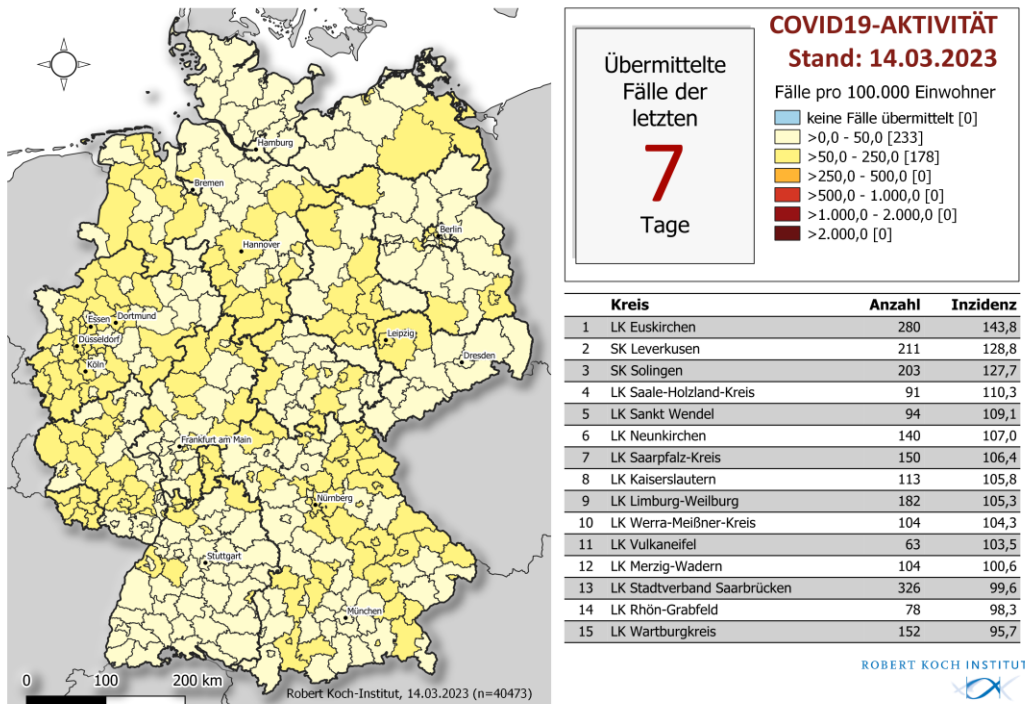 COVID19-AKTIVITÄT
Stand: 14.03.2023
Übermittelte
Fälle der
letzten
7
Tage
Fälle pro 100.000 Einwohner
keine Fälle übermittelt [0]
>0,0 - 50,0 [233]
>50,0 - 250,0 [178]
>250,0 - 500,0 [0]
>500,0 - 1.000,0 [0]
>1.000,0 - 2.000,0 [0]
>2.000,0 [0]
Hamburg
Bremen
Berlin
Hannover
Essen
Dortmund
Düsseldorf
Leipzig
Köln
Dresden
Frankfurt am Main
Nürnberg
Stuttgart
München
0 100 200 km
Robert Koch-Institut, 14.03.2023 (n=40473)
Kreis Anzahl Inzidenz
1 LK Euskirchen 280 143,8
2 SK Leverkusen 211 128,8
3 SK Solingen 203 127,7
4 LK Saale-Holzland-Kreis 91 110,3
5 LK Sankt Wendel 94 109,1
6 LK Neunkirchen 140 107,0
7 LK Saarpfalz-Kreis 150 106,4
8 LK Kaiserslautern 113 105,8
9 LK Limburg-Weilburg 182 105,3
10 LK Werra-Meißner-Kreis 104 104,3
11 LK Vulkaneifel 63 103,5
12 LK Merzig-Wadern 104 100,6
13 LK Stadtverband Saarbrücken 326 99,6
14 LK Rhön-Grabfeld 78 98,3
15 LK Wartburgkreis 152 95,7
ROBERT KOCH INSTITUT